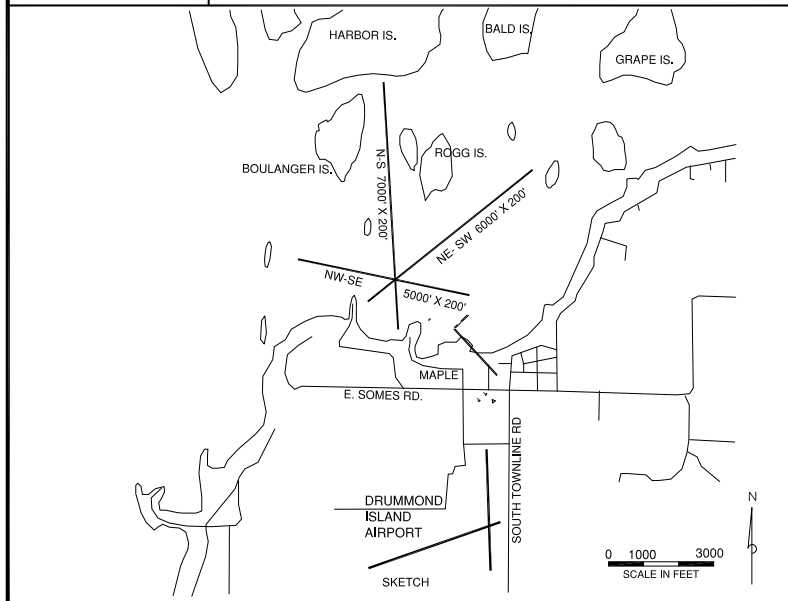 HARBOR IS.
BALD IS.
GRAPE IS.
BOULANGER IS.
ROGG IS.
N-S 7000' X 200'
NE- SW 6000' X 200'
NW-SE
5000' X 200'
MAPLE
E. SOMES RD.
SOUTH TOWNLINE RD
DRUMMOND
ISLAND
AIRPORT
N
0 1000 3000
SCALE IN FEET
SKETCH